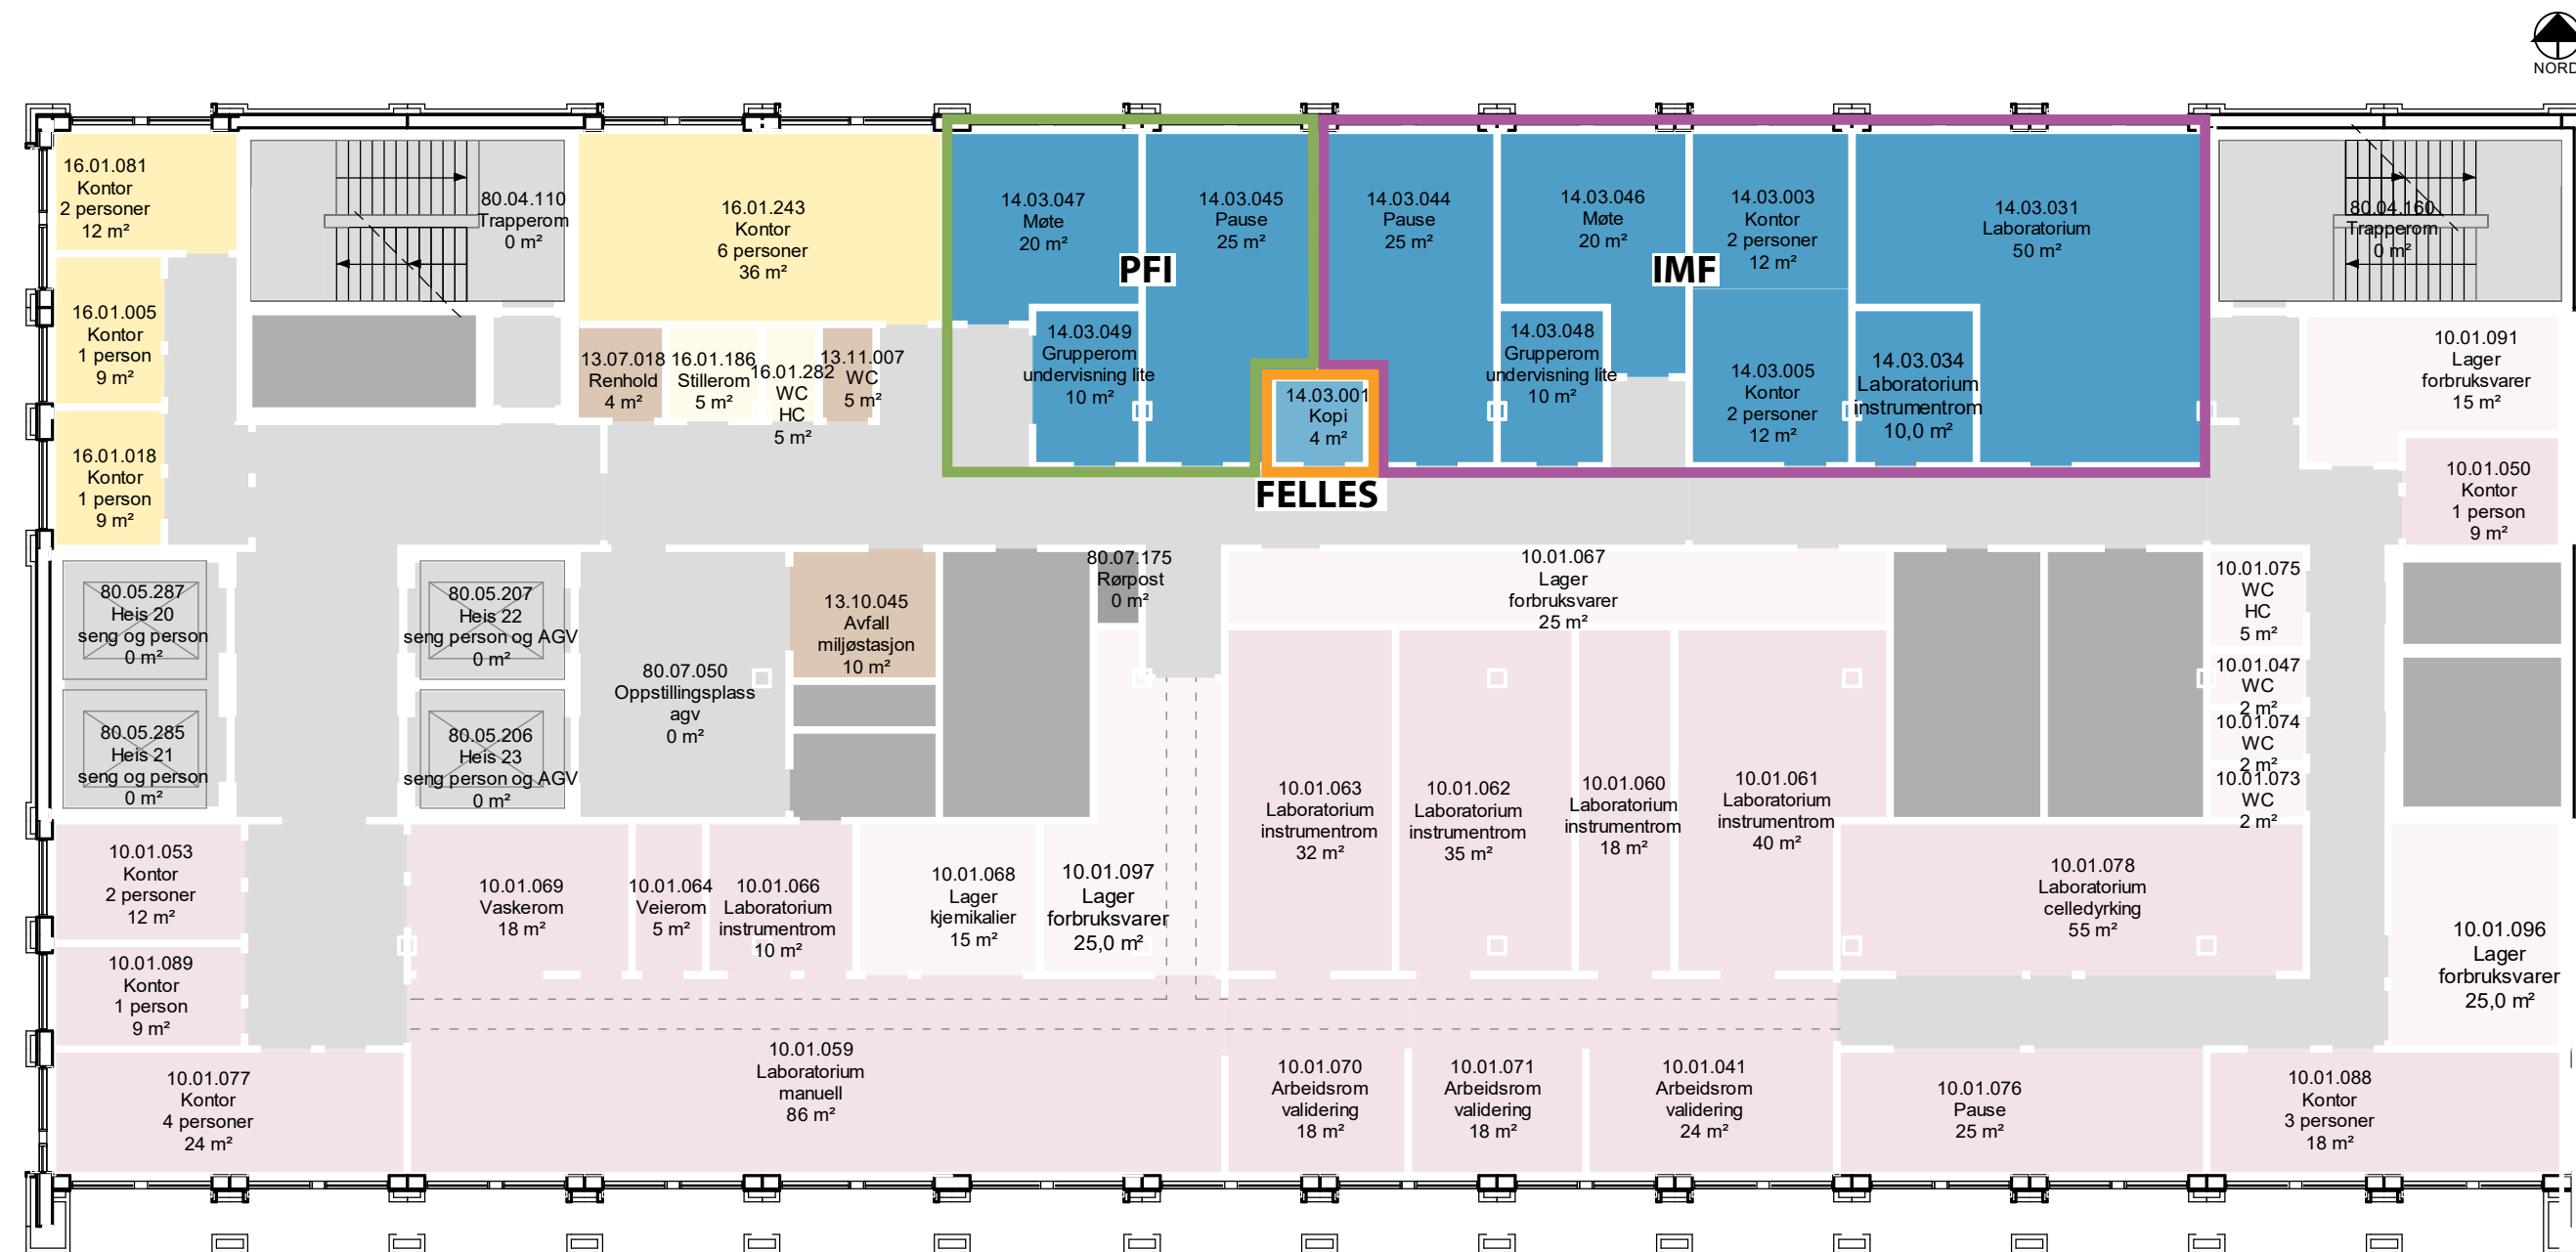 NORD
16.01.081
Kontor
2 personer
12 m²
80.04.110
Trapperom
0 m²
16.01.243
Kontor
6 personer
36 m²
14.03.047
Møte
20 m²
14.03.045
Pause
25 m²
14.03.044
Pause
25 m²
14.03.046
Møte
20 m²
14.03.003
Kontor
2 personer
12 m²
14.03.031
Laboratorium
50 m²
80.04.160
Trapperom
0 m²
PFI
IMF
16.01.005
Kontor
1 person
9 m²
13.07.018
Renhold
4 m²
16.01.186
Stillerom
5 m²
16.01.282
WC
HC
5 m²
13.11.007
WC
5 m²
14.03.049
Grupperom
undervisning lite
10 m²
14.03.001
Kopi
4 m²
14.03.048
Grupperom
undervisning lite
10 m²
14.03.005
Kontor
2 personer
12 m²
14.03.034
Laboratorium
instrumentrom
10,0 m²
10.01.091
Lager
forbruksvarer
15 m²
16.01.018
Kontor
1 person
9 m²
FELLES
10.01.050
Kontor
1 person
9 m²
80.05.287
Heis 20
seng og person
0 m²
80.05.207
Heis 22
seng person og AGV
0 m²
80.07.050
Oppstillingsplass
agv
0 m²
13.10.045
Avfall
miljøstasjon
10 m²
80.07.175
Rørpost
0 m²
10.01.067
Lager
forbruksvarer
25 m²
10.01.075
WC
HC
5 m²
10.01.047
WC
2 m²
10.01.074
WC
2 m²
10.01.073
WC
2 m²
80.05.285
Heis 21
seng og person
0 m²
80.05.206
Heis 23
seng person og AGV
0 m²
10.01.063
Laboratorium
instrumentrom
32 m²
10.01.062
Laboratorium
instrumentrom
35 m²
10.01.060
Laboratorium
instrumentrom
18 m²
10.01.061
Laboratorium
instrumentrom
40 m²
10.01.053
Kontor
2 personer
12 m²
10.01.069
Vaskerom
18 m²
10.01.064
Veierom
5 m²
10.01.066
Laboratorium
instrumentrom
10 m²
10.01.068
Lager
kjemikalier
15 m²
10.01.097
Lager
forbruksvarer
25,0 m²
10.01.078
Laboratorium
celledyrking
55 m²
10.01.096
Lager
forbruksvarer
25,0 m²
10.01.089
Kontor
1 person
9 m²
10.01.077
Kontor
4 personer
24 m²
10.01.059
Laboratorium
manuell
86 m²
10.01.070
Arbeidsrom
validering
18 m²
10.01.071
Arbeidsrom
validering
18 m²
10.01.041
Arbeidsrom
validering
24 m²
10.01.076
Pause
25 m²
10.01.088
Kontor
3 personer
18 m²